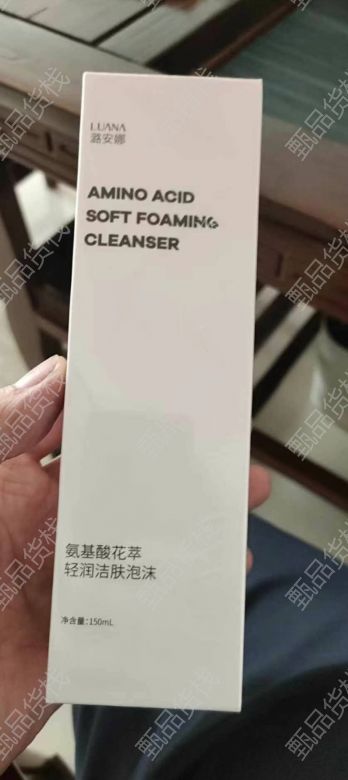 LUANA
潞安娜
AMINO ACID
SOFT FOAMING
CLEANSER
氨基酸花萃
轻润洁肤泡沫
净含量:150mL
甄品货栈